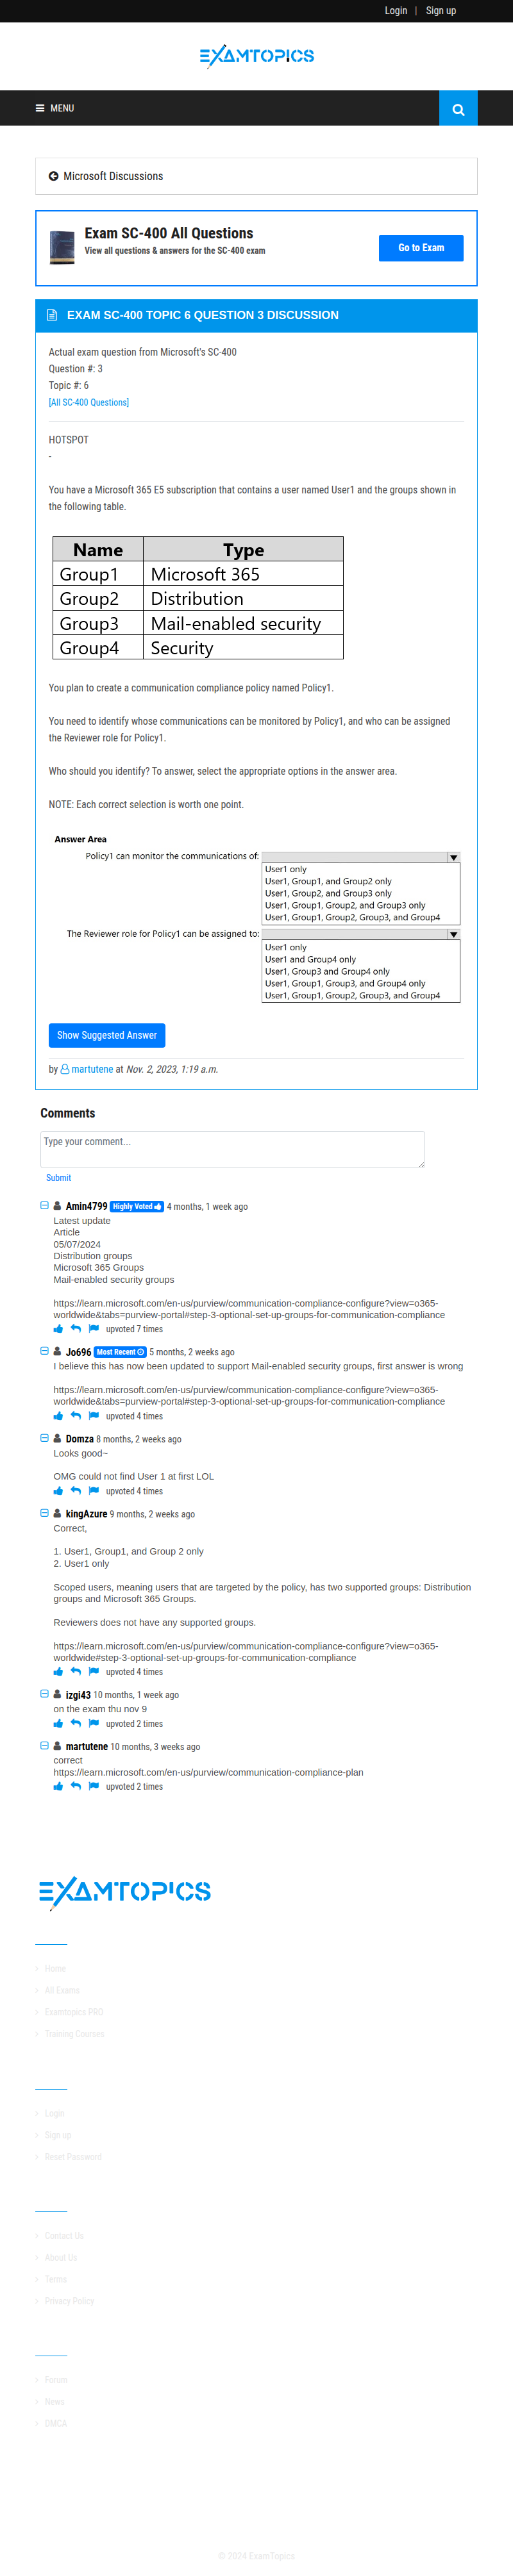 Login | Sign up
EXAMTOPICS
MENU
Microsoft Discussions
Exam SC-400 All Questions
View all questions & answers for the SC-400 exam
Go to Exam
EXAM SC-400 TOPIC 6 QUESTION 3 DISCUSSION
Actual exam question from Microsoft's SC-400
Question #: 3
Topic #: 6
[All SC-400 Questions]
HOTSPOT
-
You have a Microsoft 365 E5 subscription that contains a user named User1 and the groups shown in
the following table.
Name Type
Group1 Microsoft 365
Group2 Distribution
Group3 Mail-enabled security
Group4 Security
You plan to create a communication compliance policy named Policy1.
You need to identify whose communications can be monitored by Policy1, and who can be assigned
the Reviewer role for Policy1.
Who should you identify? To answer, select the appropriate options in the answer area.
NOTE: Each correct selection is worth one point.
Answer Area
Policy1 can monitor the communications of:
User1 only
User1, Group1, and Group2 only
User1, Group2, and Group3 only
User1, Group1, Group2, and Group3 only
User1, Group1, Group2, Group3, and Group4
The Reviewer role for Policy1 can be assigned to:
User1 only
User1 and Group4 only
User1, Group3 and Group4 only
User1, Group1, Group3, and Group4 only
User1, Group1, Group2, Group3, and Group4
Show Suggested Answer
by martutene at Nov. 2, 2023, 1:19 a.m.
Comments
Type your comment...
Submit
Amin4799 Highly Voted 4 months, 1 week ago
Latest update
Article
05/07/2024
Distribution groups
Microsoft 365 Groups
Mail-enabled security groups
https://learn.microsoft.com/en-us/purview/communication-compliance-configure?view=o365-
worldwide&tabs=purview-portal#step-3-optional-set-up-groups-for-communication-compliance
upvoted 7 times
Jo696 Most Recent 5 months, 2 weeks ago
I believe this has now been updated to support Mail-enabled security groups, first answer is wrong
https://learn.microsoft.com/en-us/purview/communication-compliance-configure?view=o365-
worldwide&tabs=purview-portal#step-3-optional-set-up-groups-for-communication-compliance
upvoted 4 times
Domza 8 months, 2 weeks ago
Looks good~
OMG could not find User 1 at first LOL
upvoted 4 times
kingAzure 9 months, 2 weeks ago
Correct,
1. User1, Group1, and Group 2 only
2. User1 only
Scoped users, meaning users that are targeted by the policy, has two supported groups: Distribution
groups and Microsoft 365 Groups.
Reviewers does not have any supported groups.
https://learn.microsoft.com/en-us/purview/communication-compliance-configure?view=o365-
worldwide#step-3-optional-set-up-groups-for-communication-compliance
upvoted 4 times
izgi43 10 months, 1 week ago
on the exam thu nov 9
upvoted 2 times
martutene 10 months, 3 weeks ago
correct
https://learn.microsoft.com/en-us/purview/communication-compliance-plan
upvoted 2 times
EXAMTOPICS
Home
All Exams
Examtopics PRO
Training Courses
Login
Sign up
Reset Password
Contact Us
About Us
Terms
Privacy Policy
Forum
News
DMCA
© 2024 ExamTopics